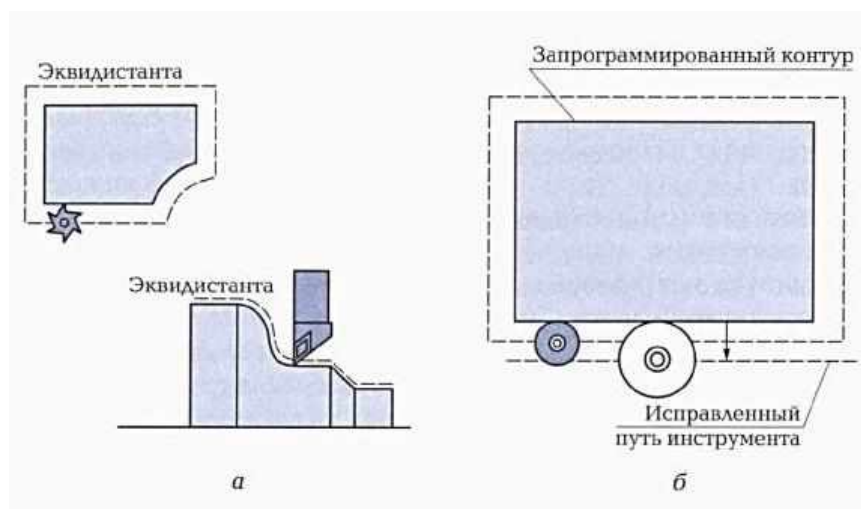 Эквидистанта
Эквидистанта
а
Запрограммированный контур
Исправленный
путь инструмента
б